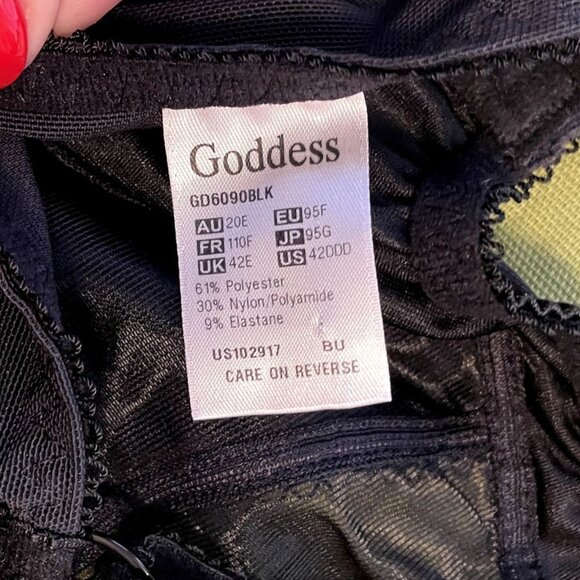 Goddess
GD6090BLK
AU 20E EU 95F
FR 110F JP 95G
UK 42E US 42DDD
61% Polyester
30% Nylon/Polyamide
9% Elastane
US102917 BU
CARE ON REVERSE